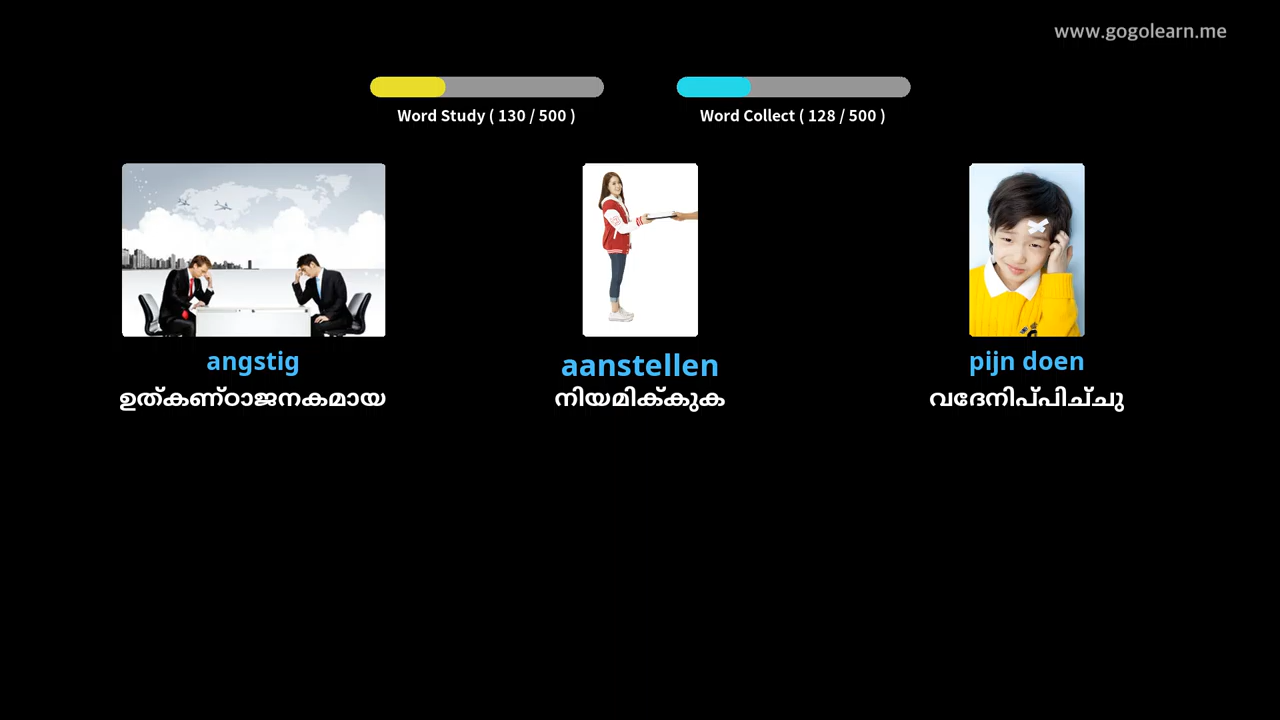 www.gogolearn.me
Word Study ( 130 / 500 )
Word Collect ( 128 / 500 )
angstig
aanstellen
pijn doen
ഉത്കണ്ഠാജനകമായ
നിയമിക്കുക
വേദനിപ്പിച്ചു